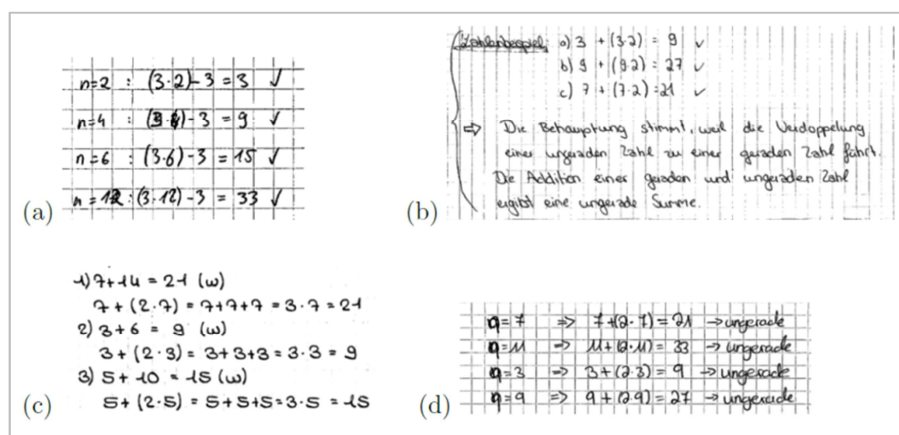 n=2 : (3·2)-3 = 3 ✓
n=4 : (3·4)-3 = 9 ✓
n=6 : (3·6)-3 = 15 ✓
n=12 : (3·12)-3 = 33 ✓
(a)
Zahlenbeispiel: a) 3 + (3·2) = 9 ✓
b) 9 + (9·2) = 27 ✓
c) 7 + (7·2) = 21 ✓
⇒ Die Behauptung stimmt, weil die Verdoppelung
einer ungeraden Zahl zu einer geraden Zahl führt.
Die Addition einer geraden und ungeraden Zahl
ergibt eine ungerade Summe.
(b)
1) 7+14 = 21 (w)
7+ (2·7) = 7+7+7 = 3·7 = 21
2) 3+6 = 9 (w)
3+ (2·3) = 3+3+3 = 3·3 = 9
3) 5+10 = 15 (w)
5+ (2·5) = 5+5+5 = 3·5 = 15
(c)
n=7 => 7+(2·7) = 21 → ungerade
n=11 => 11+(2·11) = 33 → ungerade
n=3 => 3+(2·3) = 9 → ungerade
n=9 => 9+(2·9) = 27 → ungerade
(d)